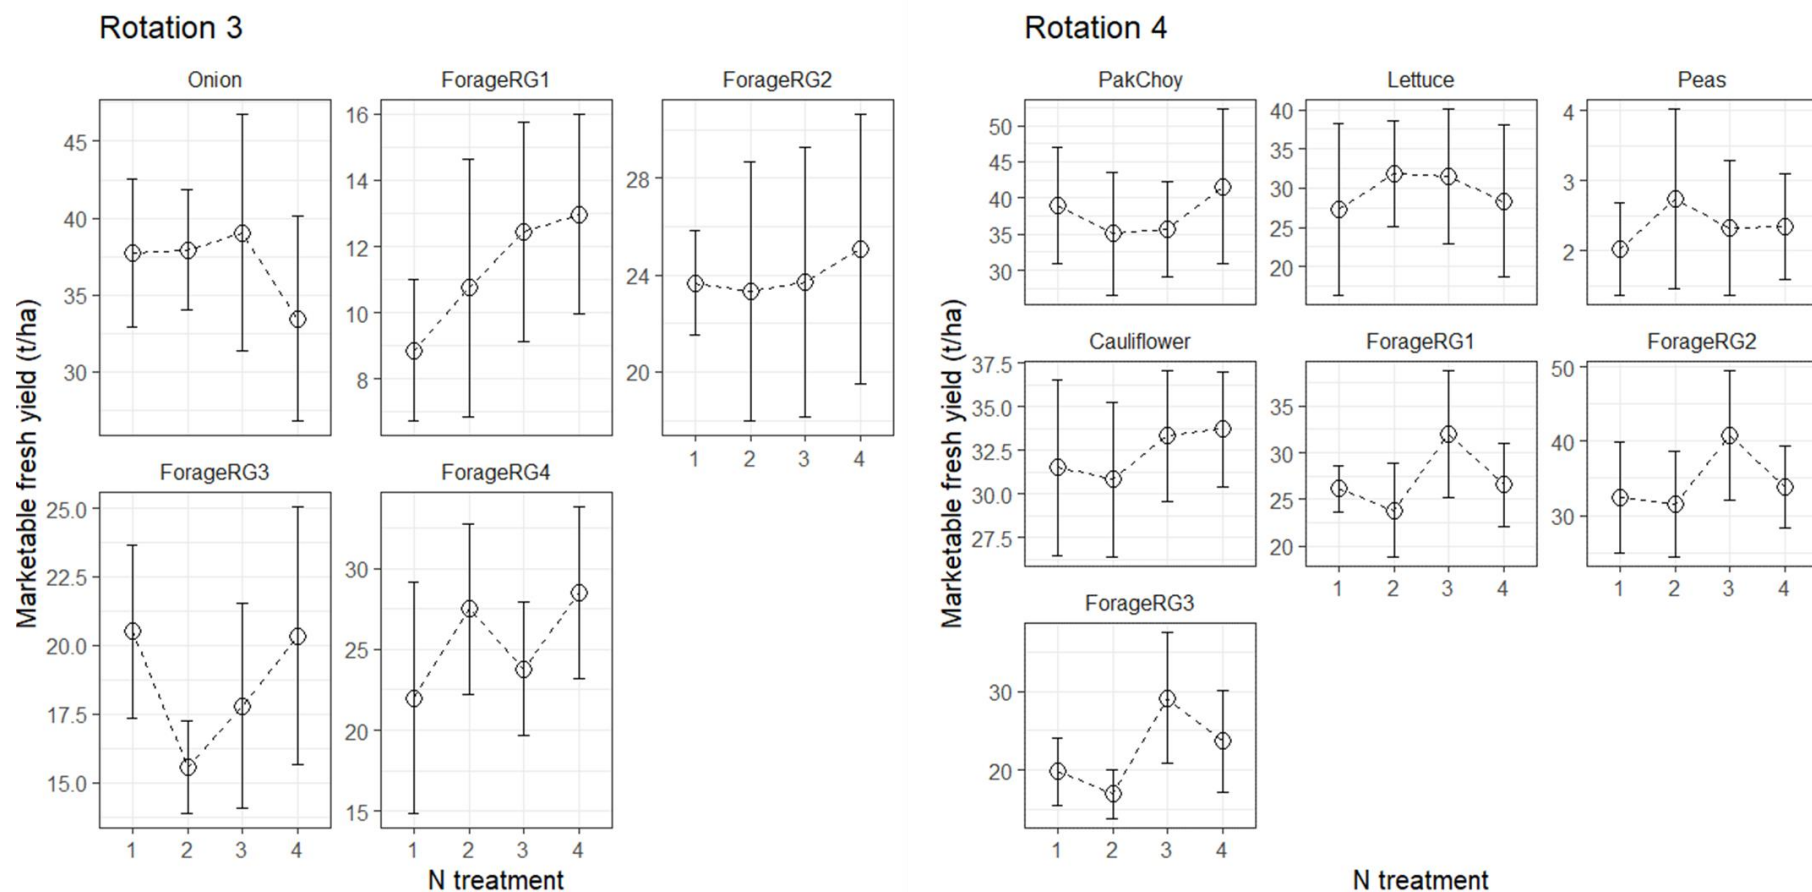 Rotation 3
Rotation 4
Onion
ForageRG1
ForageRG2
45
40
35
30
16
14
12
10
8
28
24
20
1 2 3 4
ForageRG3
ForageRG4
25.0
22.5
20.0
17.5
15.0
30
25
20
15
1 2 3 4
1 2 3 4
Marketable fresh yield (t/ha)
N treatment
PakChoy
Lettuce
Peas
50
45
40
35
30
40
35
30
25
20
4
3
2
Cauliflower
ForageRG1
ForageRG2
37.5
35.0
32.5
30.0
27.5
35
30
25
20
50
40
30
1 2 3 4
1 2 3 4
ForageRG3
30
20
1 2 3 4
Marketable fresh yield (t/ha)
N treatment